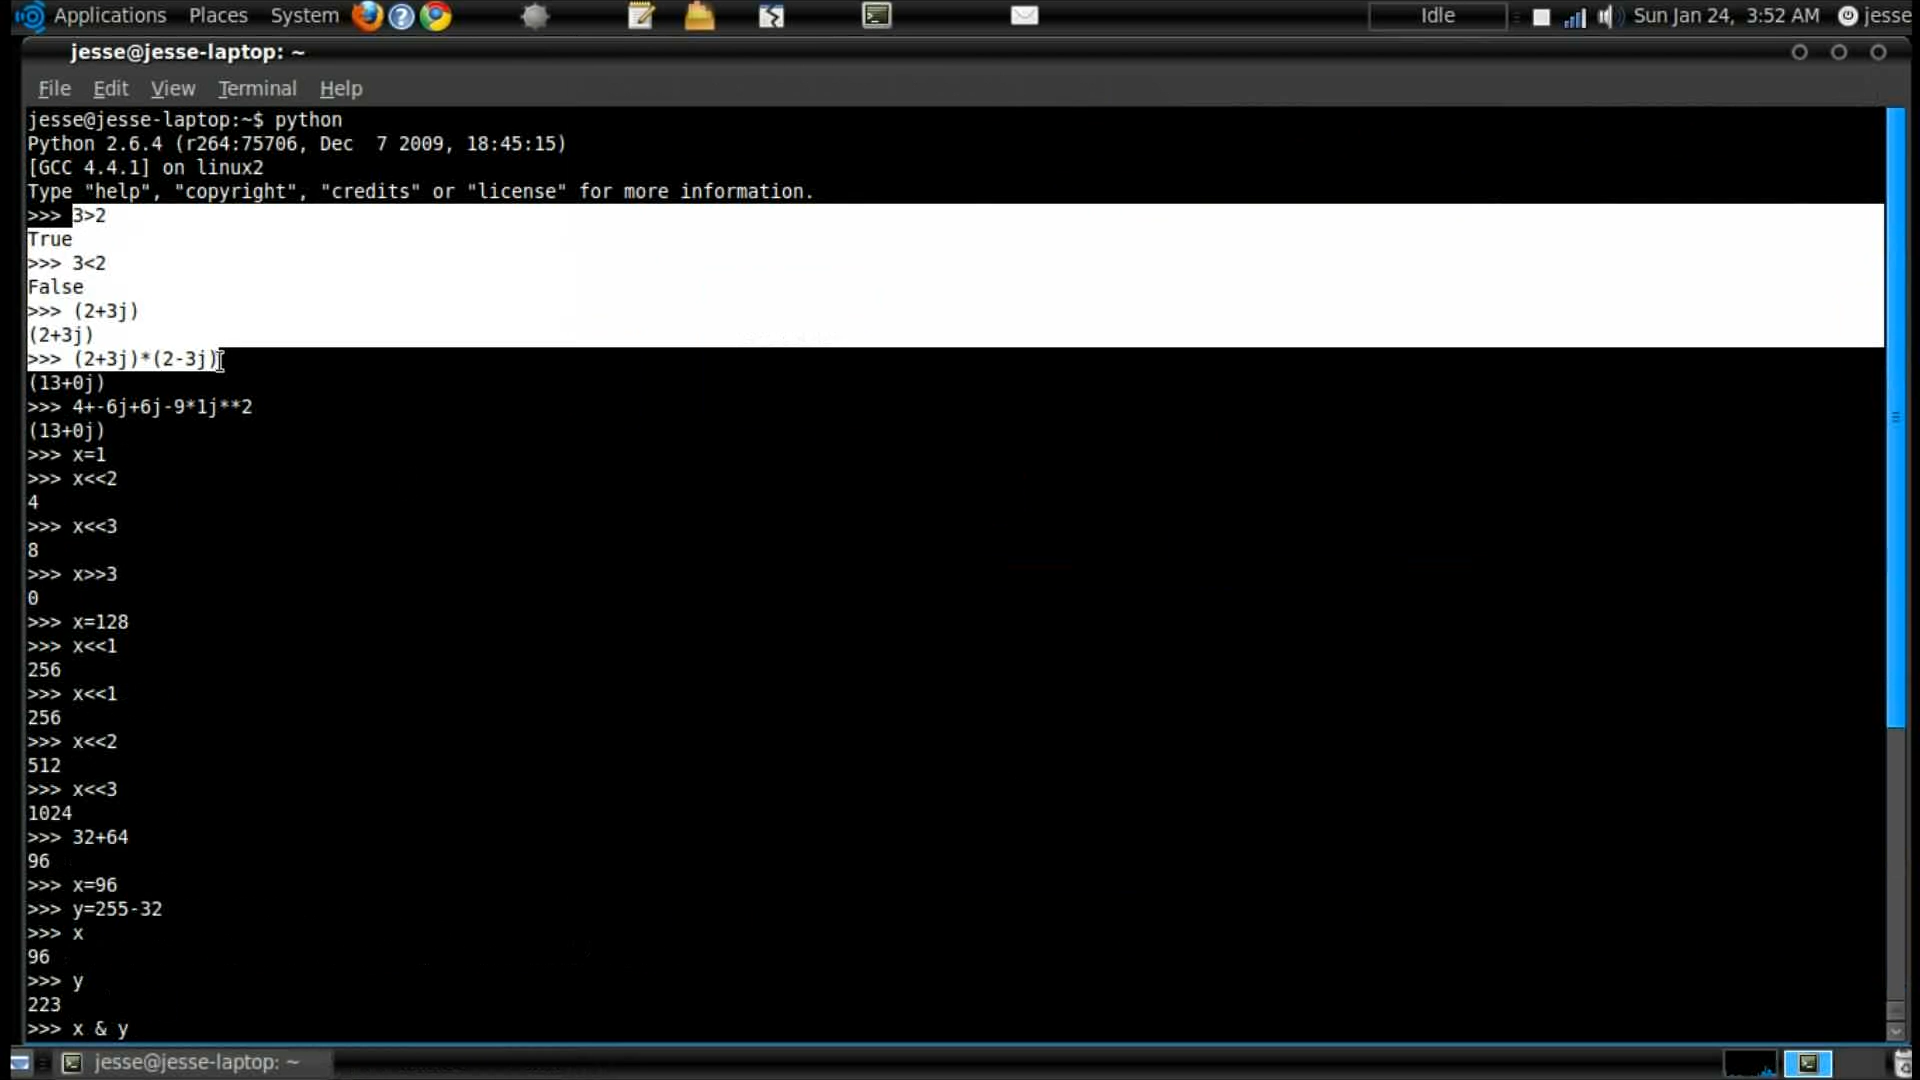 Applications Places System Idle Sun Jan 24, 3:52 AM jesse
jesse@jesse-laptop: ~
File Edit View Terminal Help
jesse@jesse-laptop:~$ python
Python 2.6.4 (r264:75706, Dec  7 2009, 18:45:15)
[GCC 4.4.1] on linux2
Type "help", "copyright", "credits" or "license" for more information.
>>> 3>2
True
>>> 3<2
False
>>> (2+3j)
(2+3j)
>>> (2+3j)*(2-3j)
(13+0j)
>>> 4+-6j+6j-9*1j**2
(13+0j)
>>> x=1
>>> x<<2
4
>>> x<<3
8
>>> x>>3
0
>>> x=128
>>> x<<1
256
>>> x<<1
256
>>> x<<2
512
>>> x<<3
1024
>>> 32+64
96
>>> x=96
>>> y=255-32
>>> x
96
>>> y
223
>>> x & y
jesse@jesse-laptop: ~